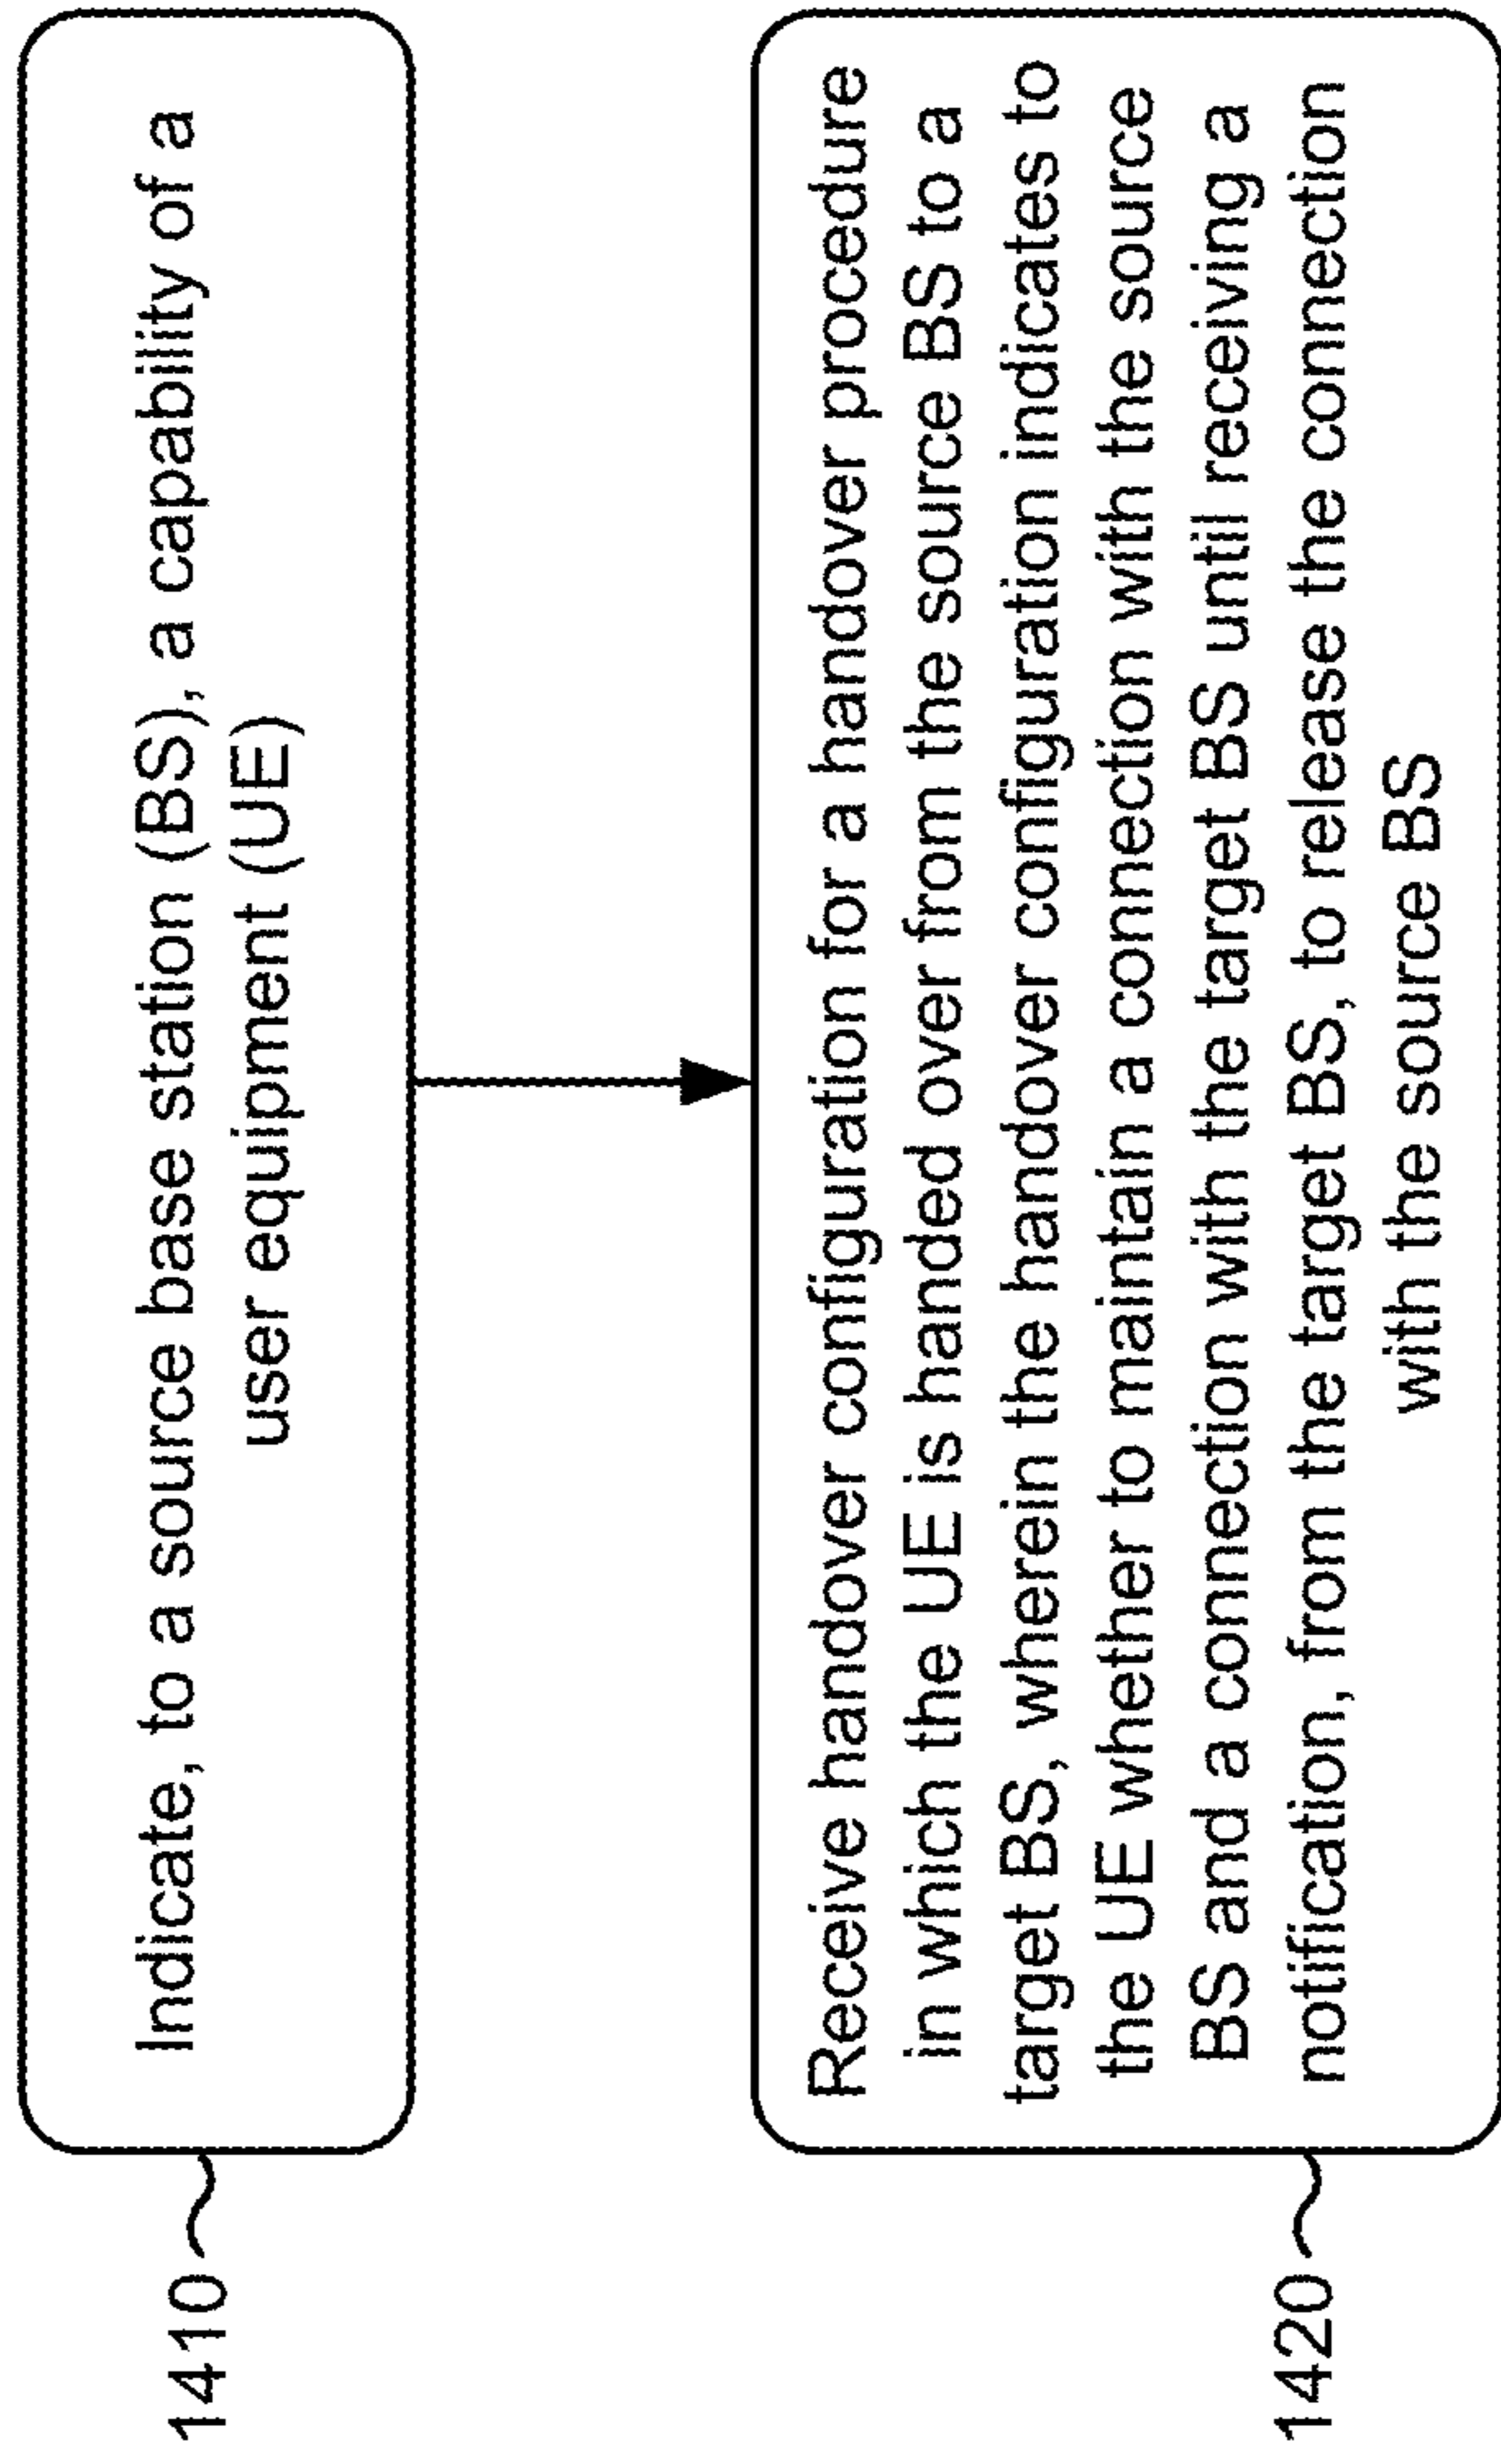 1410
Indicate, to a source base station (BS), a capability of a
user equipment (UE)
1420
Receive handover configuration for a handover procedure
in which the UE is handed over from the source BS to a
target BS, wherein the handover configuration indicates to
the UE whether to maintain a connection with the source
BS and a connection with the target BS until receiving a
notification, from the target BS, to release the connection
with the source BS